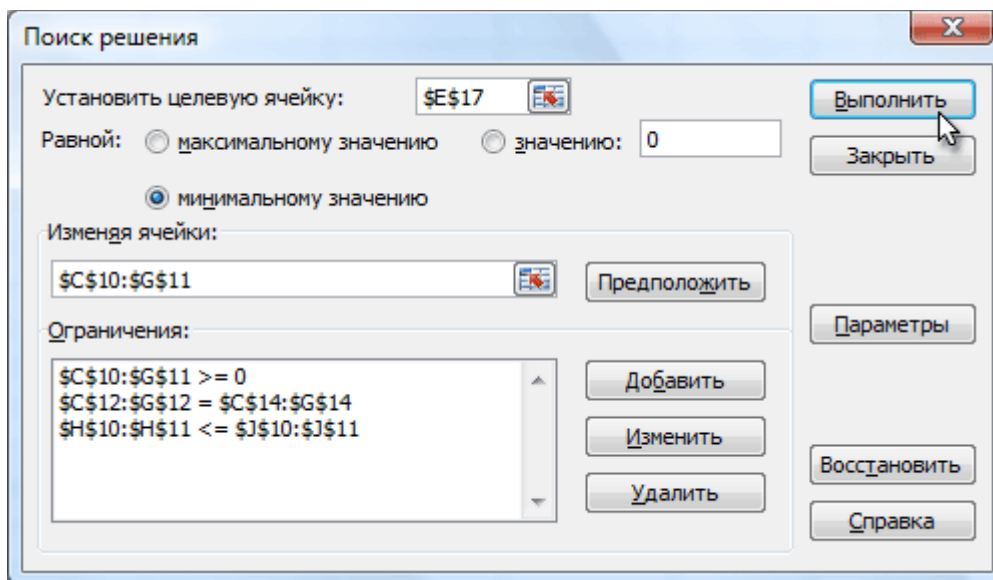 Поиск решения
Установить целевую ячейку: $E$17
Выполнить
Равной: максимальному значению значению: 0
Закрыть
минимальному значению
Изменяя ячейки:
$C$10:$G$11
Предположить
Параметры
Ограничения:
$C$10:$G$11 >= 0
$C$12:$G$12 = $C$14:$G$14
$H$10:$H$11 <= $J$10:$J$11
Добавить
Изменить
Удалить
Восстановить
Справка